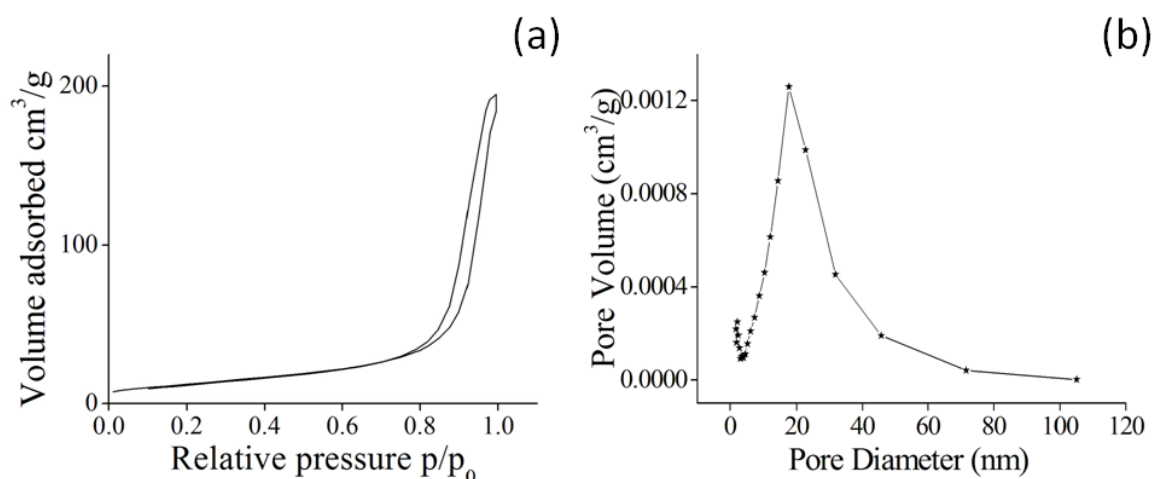 (a)
Volume adsorbed cm³/g
200
100
0
0.0 0.2 0.4 0.6 0.8 1.0
Relative pressure p/p₀
(b)
Pore Volume (cm³/g)
0.0012
0.0008
0.0004
0.0000
0 20 40 60 80 100 120
Pore Diameter (nm)